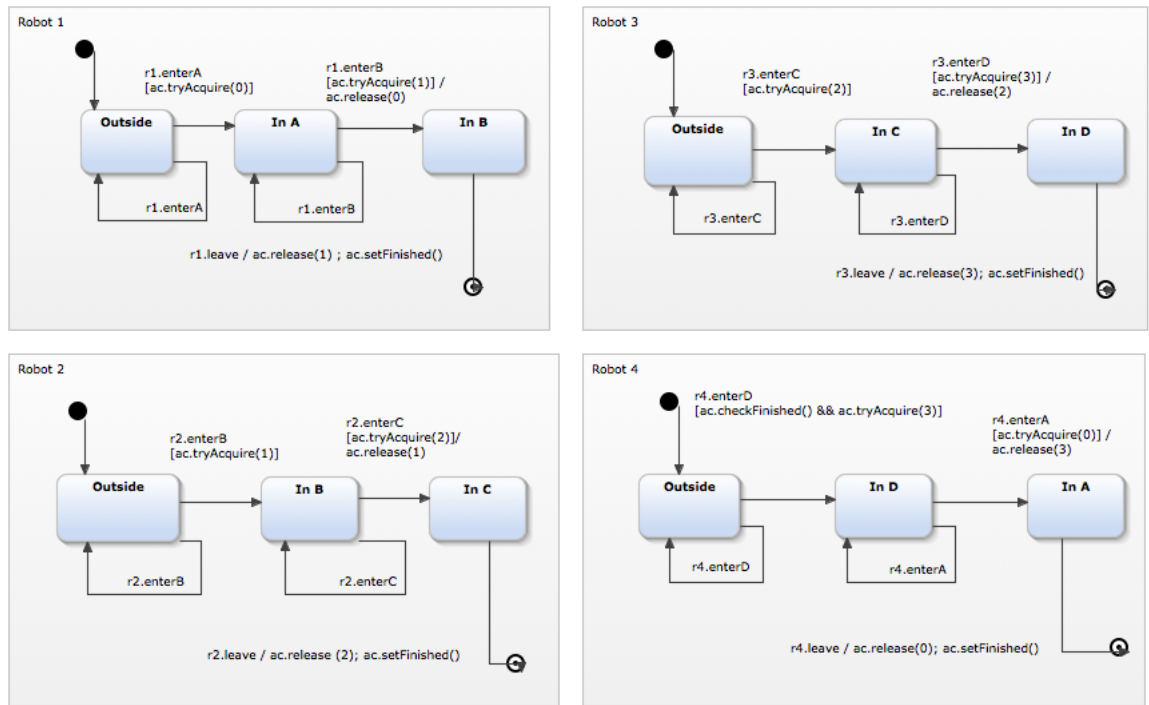 Robot 1
r1.enterA
[ac.tryAcquire(0)]
r1.enterB
[ac.tryAcquire(1)] /
ac.release(0)
Outside
In A
In B
r1.enterA
r1.enterB
r1.leave / ac.release(1) ; ac.setFinished()
Robot 3
r3.enterC
[ac.tryAcquire(2)]
r3.enterD
[ac.tryAcquire(3)] /
ac.release(2)
Outside
In C
In D
r3.enterC
r3.enterD
r3.leave / ac.release(3); ac.setFinished()
Robot 2
r2.enterB
[ac.tryAcquire(1)]
r2.enterC
[ac.tryAcquire(2)]/
ac.release(1)
Outside
In B
In C
r2.enterB
r2.enterC
r2.leave / ac.release (2); ac.setFinished()
Robot 4
r4.enterD
[ac.checkFinished() && ac.tryAcquire(3)]
r4.enterA
[ac.tryAcquire(0)] /
ac.release(3)
Outside
In D
In A
r4.enterD
r4.enterA
r4.leave / ac.release(0); ac.setFinished()